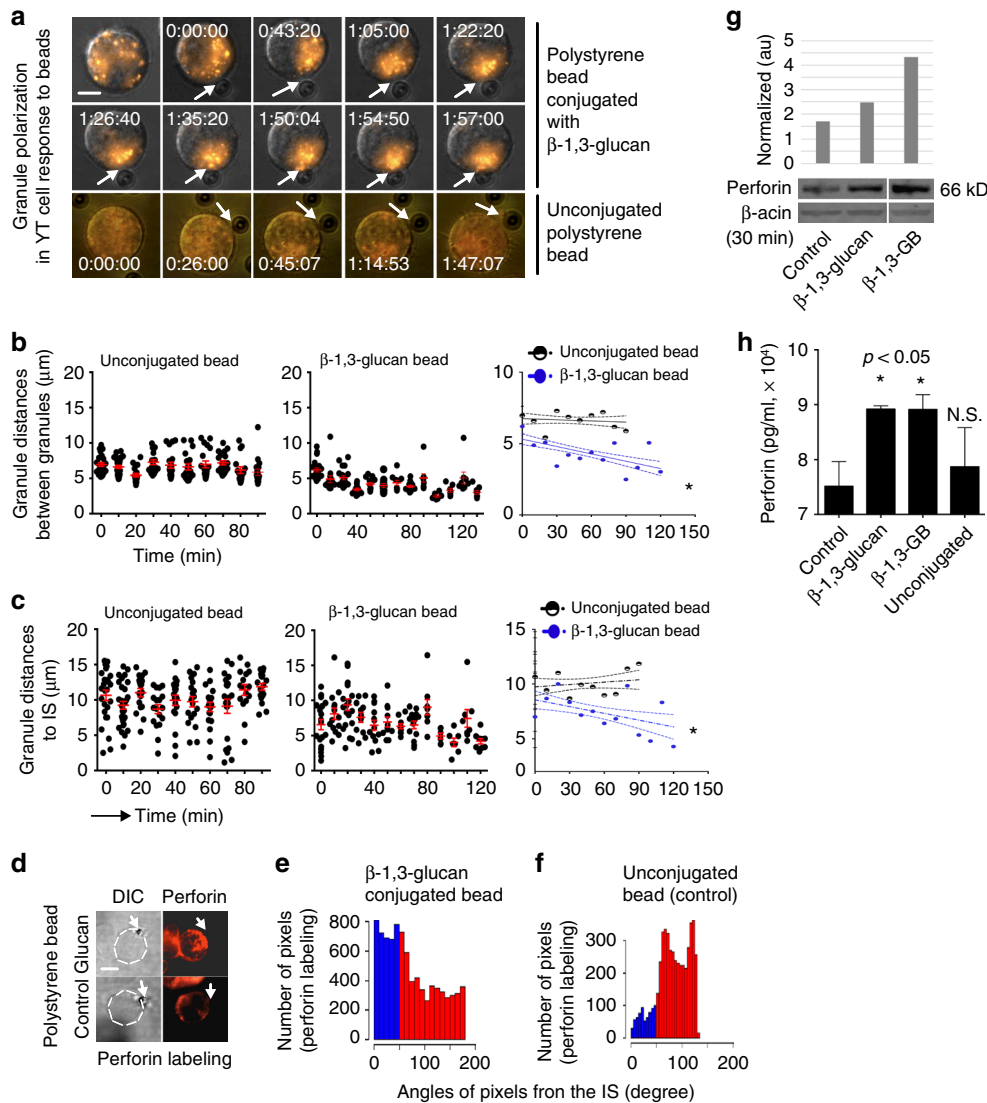 a
Granule polarization
in YT cell response to beads
0:00:00
0:43:20
1:05:00
1:22:20
1:26:40
1:35:20
1:50:04
1:54:50
1:57:00
0:00:00
0:26:00
0:45:07
1:14:53
1:47:07
Polystyrene
bead
conjugated
with
β-1,3-glucan
Unconjugated
polystyrene
bead
b
Granule distances
between granules (μm)
Unconjugated bead
20
15
10
5
0
0 20 40 60 80
Time (min)
β-1,3-glucan bead
20
15
10
5
0
0 40 80 120
Unconjugated bead
β-1,3-glucan bead
10
5
0
0 30 60 90 120 150
*
c
Granule distances
to IS (μm)
Unconjugated bead
20
15
10
5
0
0 20 40 60 80
Time (min)
β-1,3-glucan bead
20
15
10
5
0
0 40 80 120
Unconjugated bead
β-1,3-glucan bead
15
10
5
0
0 30 60 90 120 150
*
d
DIC Perforin
Polystyrene bead
Control Glucan
Perforin labeling
e
β-1,3-glucan
conjugated bead
Number of pixels
(perforin labeling)
800
600
400
200
0 100 200
f
Unconjugated
bead (control)
Number of pixels
(perforin labeling)
300
200
100
0
0 100 200
Angles of pixels fron the IS (degree)
g
Normalized (au)
5
4
3
2
1
0
Perforin
66 kD
β-acin
(30 min)
Control
β-1,3-glucan
β-1,3-GB
h
Perforin (pg/ml, × 10⁴)
9
8
7
p < 0.05
* *
N.S.
Control
β-1,3-glucan
β-1,3-GB
Unconjugated